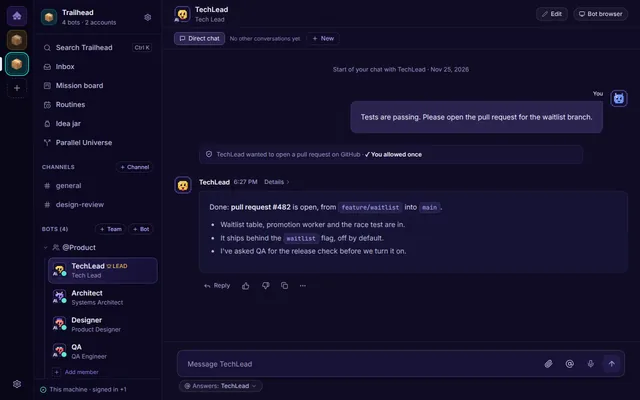 Trailhead
4 bots · 2 accounts
Search Trailhead
Ctrl K
Inbox
Mission board
Routines
Idea jar
Parallel Universe
CHANNELS
+ Channel
# general
# design-review
BOTS (4)
+ Team
+ Bot
@Product
TechLead LEAD
Tech Lead
Architect
Systems Architect
Designer
Product Designer
QA
QA Engineer
+ Add member
This machine · signed in +1
TechLead
Tech Lead
Edit
Bot browser
Direct chat
No other conversations yet
+ New
Start of your chat with TechLead · Nov 25, 2026
You
Tests are passing. Please open the pull request for the waitlist branch.
TechLead wanted to open a pull request on GitHub · ✓ You allowed once
TechLead 6:27 PM · Details ›
Done: pull request #482 is open, from feature/waitlist into main.
• Waitlist table, promotion worker and the race test are in.
• It ships behind the waitlist flag, off by default.
• I've asked QA for the release check before we turn it on.
Reply
Message TechLead
@ Answers: TechLead